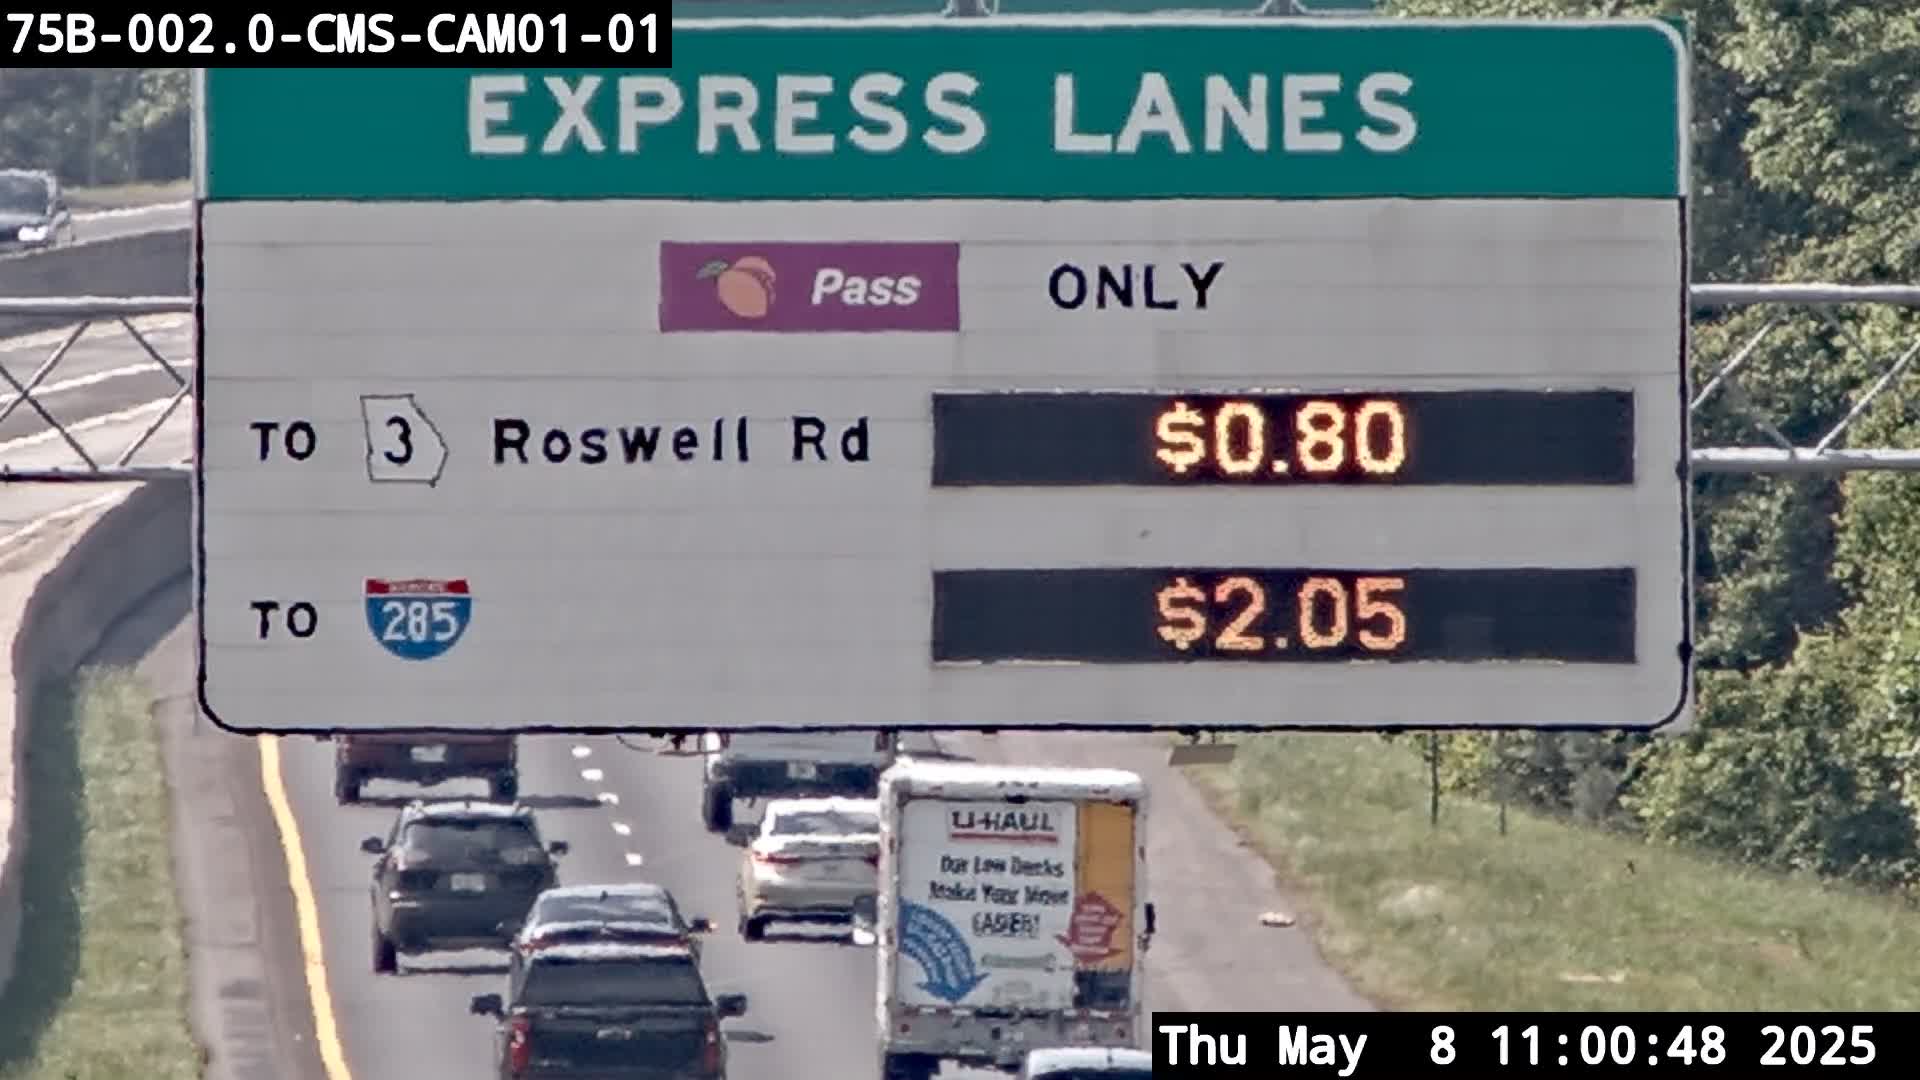 75B-002.0-CMS-CAM01-01
EXPRESS LANES
Pass ONLY
TO 3 Roswell Rd $0.80
TO 285 $2.05
U-HAUL
Our Low Decks
Make Your Move
EASIER!
Thu May 8 11:00:48 2025